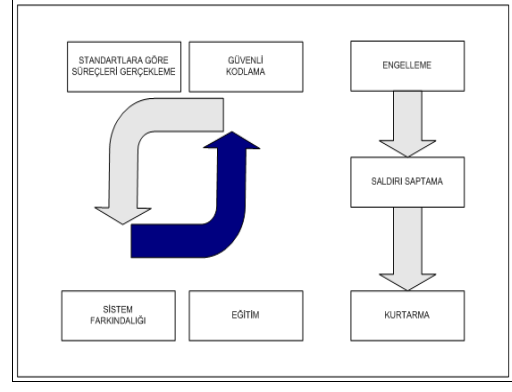 STANDARTLARA GÖRE
SÜREÇLERİ GERÇEKLEME
GÜVENLİ
KODLAMA
ENGELLEME
SALDIRI SAPTAMA
SİSTEM
FARKINDALIĞI
EĞİTİM
KURTARMA